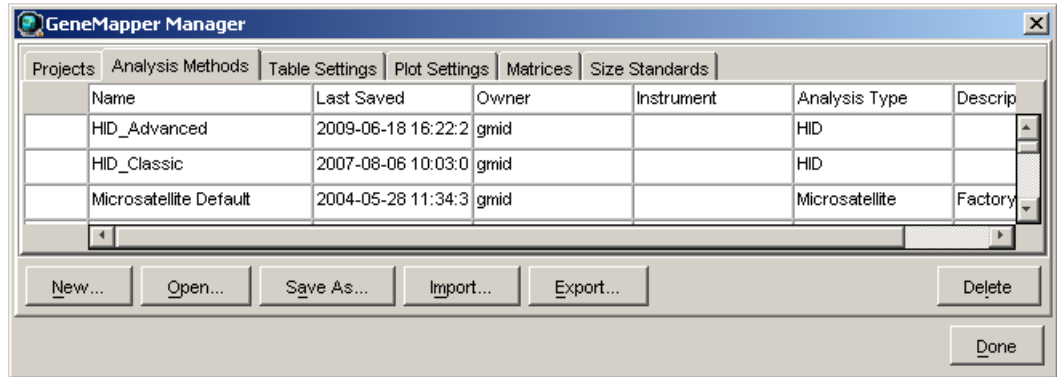 GeneMapper Manager
Projects Analysis Methods Table Settings Plot Settings Matrices Size Standards
Name Last Saved Owner Instrument Analysis Type Descrip
HID_Advanced 2009-06-18 16:22:2 gmid HID
HID_Classic 2007-08-06 10:03:0 gmid HID
Microsatellite Default 2004-05-28 11:34:3 gmid Microsatellite Factory
New... Open... Save As... Import... Export... Delete
Done